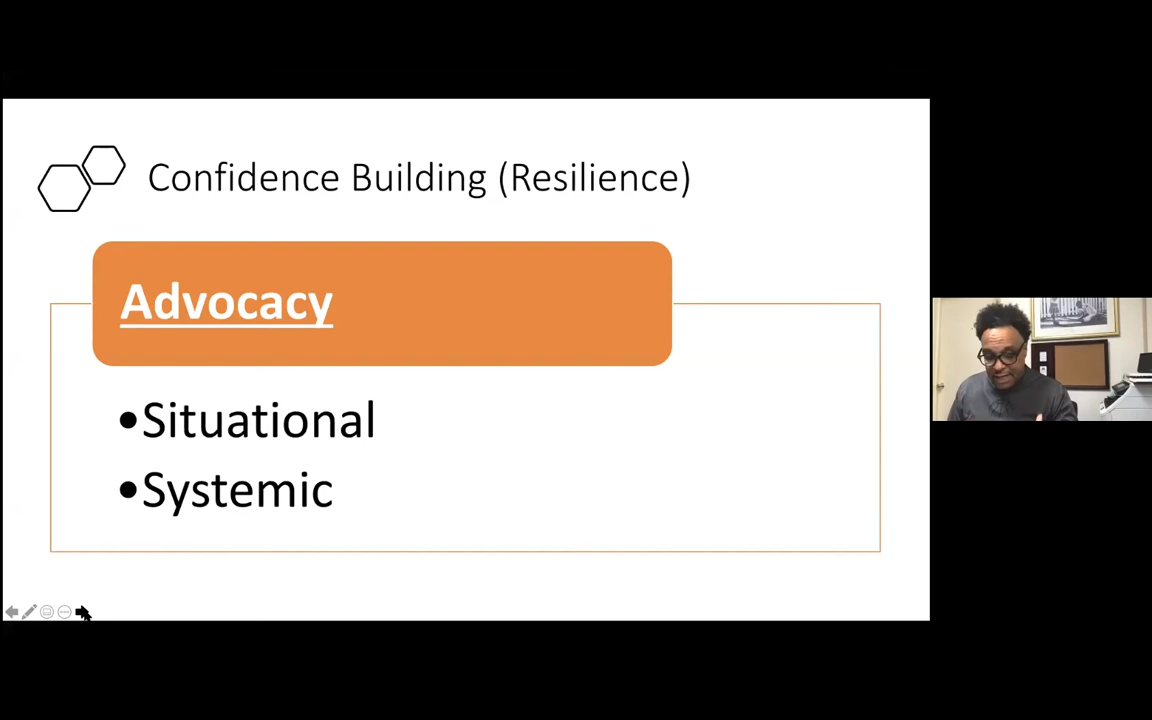 Confidence Building (Resilience)
Advocacy
•Situational
•Systemic